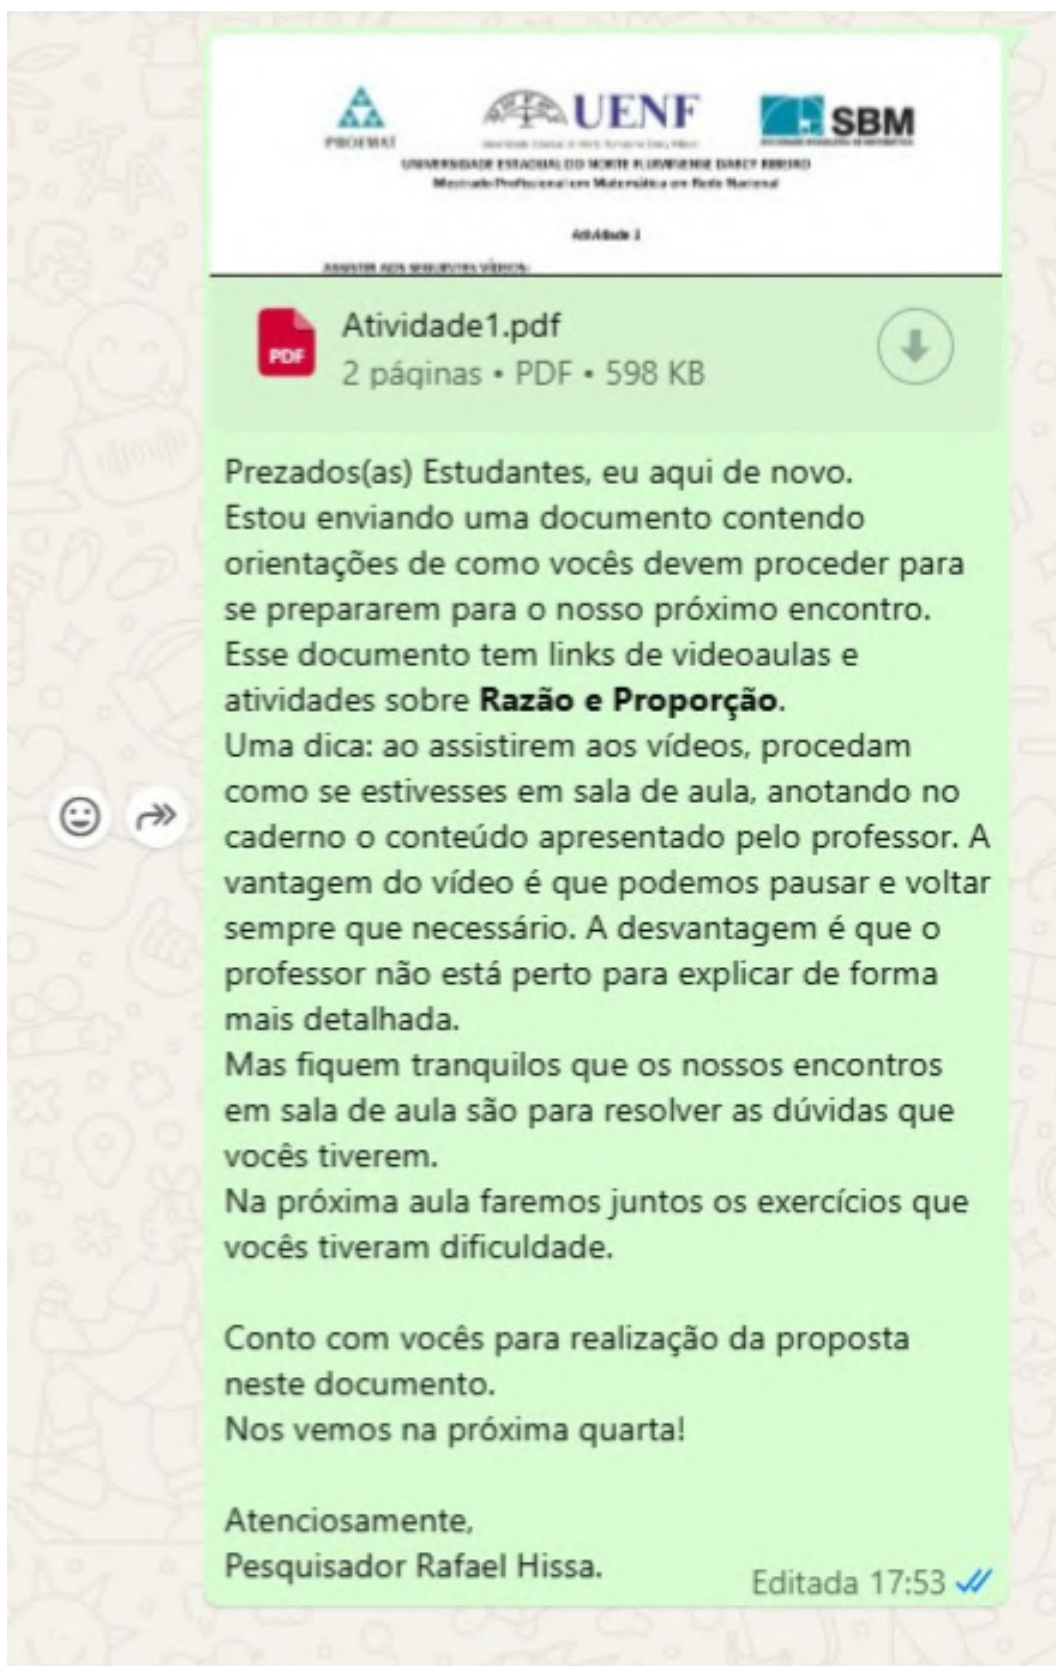 PROFMAT
UENF
SBM
UNIVERSIDADE ESTADUAL DO NORTE FLUMINENSE DARCY RIBEIRO
Mestrado Profissional em Matemática em Rede Nacional
Atividade 1
ASSISTIR AOS SEGUINTES VÍDEOS:
PDF
Atividade1.pdf
2 páginas • PDF • 598 KB
Prezados(as) Estudantes, eu aqui de novo.
Estou enviando uma documento contendo
orientações de como vocês devem proceder para
se prepararem para o nosso próximo encontro.
Esse documento tem links de videoaulas e
atividades sobre Razão e Proporção.
Uma dica: ao assistirem aos vídeos, procedam
como se estivesses em sala de aula, anotando no
caderno o conteúdo apresentado pelo professor. A
vantagem do vídeo é que podemos pausar e voltar
sempre que necessário. A desvantagem é que o
professor não está perto para explicar de forma
mais detalhada.
Mas fiquem tranquilos que os nossos encontros
em sala de aula são para resolver as dúvidas que
vocês tiverem.
Na próxima aula faremos juntos os exercícios que
vocês tiveram dificuldade.
Conto com vocês para realização da proposta
neste documento.
Nos vemos na próxima quarta!
Atenciosamente,
Pesquisador Rafael Hissa.
Editada 17:53